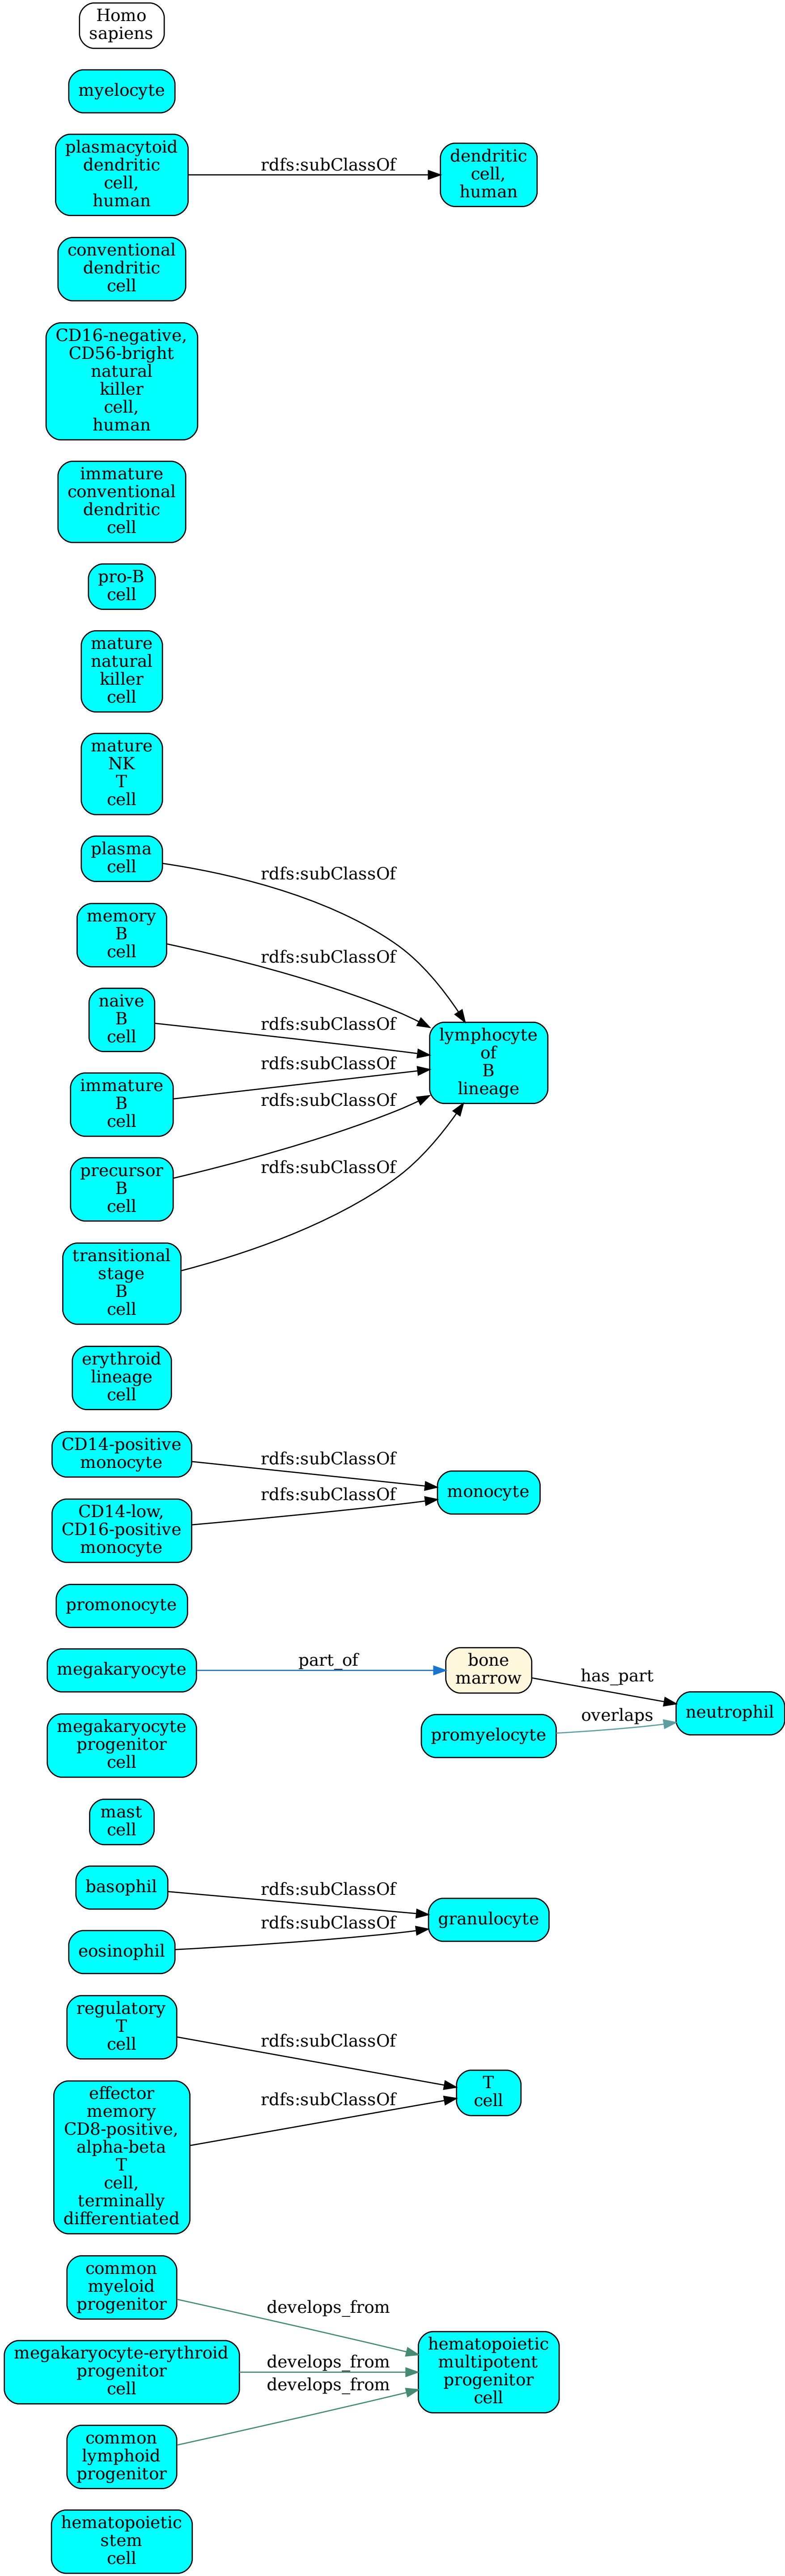 Homo
sapiens
myelocyte
plasmacytoid
dendritic
cell,
human
rdfs:subClassOf
dendritic
cell,
human
conventional
dendritic
cell
CD16-negative,
CD56-bright
natural
killer
cell,
human
immature
conventional
dendritic
cell
pro-B
cell
mature
natural
killer
cell
mature
NK
T
cell
plasma
cell
rdfs:subClassOf
memory
B
cell
rdfs:subClassOf
naive
B
cell
rdfs:subClassOf
lymphocyte
of
B
lineage
immature
B
cell
rdfs:subClassOf
precursor
B
cell
rdfs:subClassOf
transitional
stage
B
cell
rdfs:subClassOf
erythroid
lineage
cell
CD14-positive
monocyte
rdfs:subClassOf
monocyte
CD14-low,
CD16-positive
monocyte
rdfs:subClassOf
promonocyte
megakaryocyte
part_of
bone
marrow
has_part
neutrophil
megakaryocyte
progenitor
cell
promyelocyte
overlaps
mast
cell
basophil
rdfs:subClassOf
granulocyte
eosinophil
rdfs:subClassOf
regulatory
T
cell
rdfs:subClassOf
T
cell
effector
memory
CD8-positive,
alpha-beta
T
cell,
terminally
differentiated
rdfs:subClassOf
common
myeloid
progenitor
develops_from
hematopoietic
multipotent
progenitor
cell
megakaryocyte-erythroid
progenitor
cell
develops_from
common
lymphoid
progenitor
develops_from
hematopoietic
stem
cell